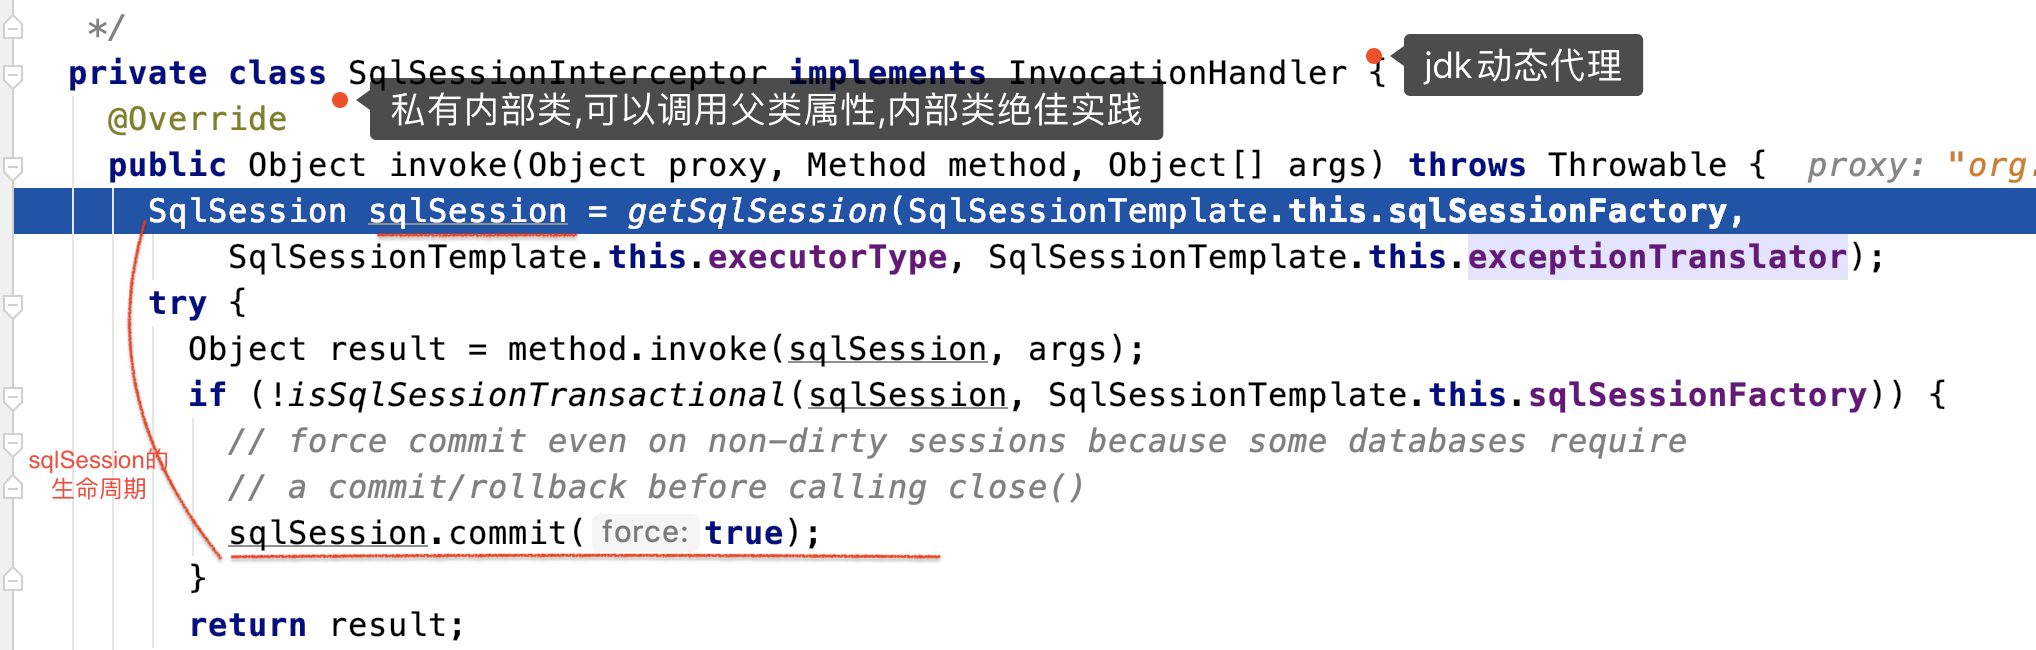 */
private class SqlSessionInterceptor implements InvocationHandler {
jdk动态代理
@Override
私有内部类,可以调用父类属性,内部类绝佳实践
public Object invoke(Object proxy, Method method, Object[] args) throws Throwable { proxy: "org.
SqlSession sqlSession = getSqlSession(SqlSessionTemplate.this.sqlSessionFactory,
SqlSessionTemplate.this.executorType, SqlSessionTemplate.this.exceptionTranslator);
try {
Object result = method.invoke(sqlSession, args);
if (!isSqlSessionTransactional(sqlSession, SqlSessionTemplate.this.sqlSessionFactory)) {
// force commit even on non-dirty sessions because some databases require
sqlSession的
生命周期
// a commit/rollback before calling close()
sqlSession.commit( force: true);
}
return result;